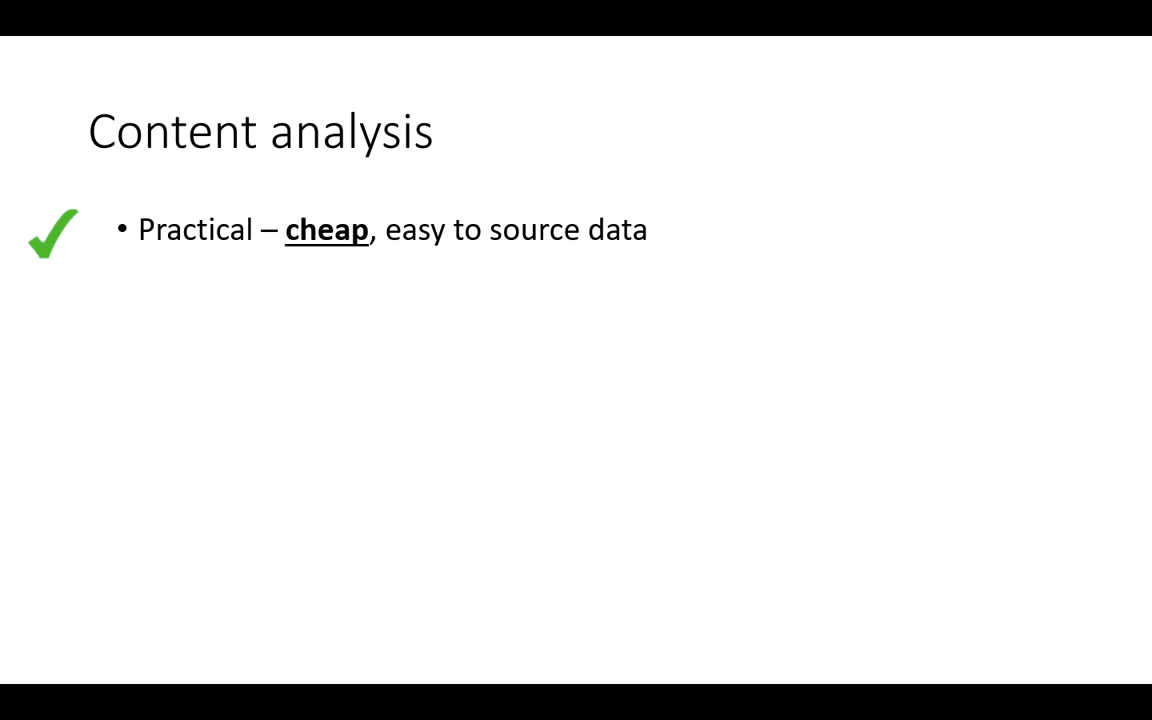 Content analysis
• Practical – cheap, easy to source data